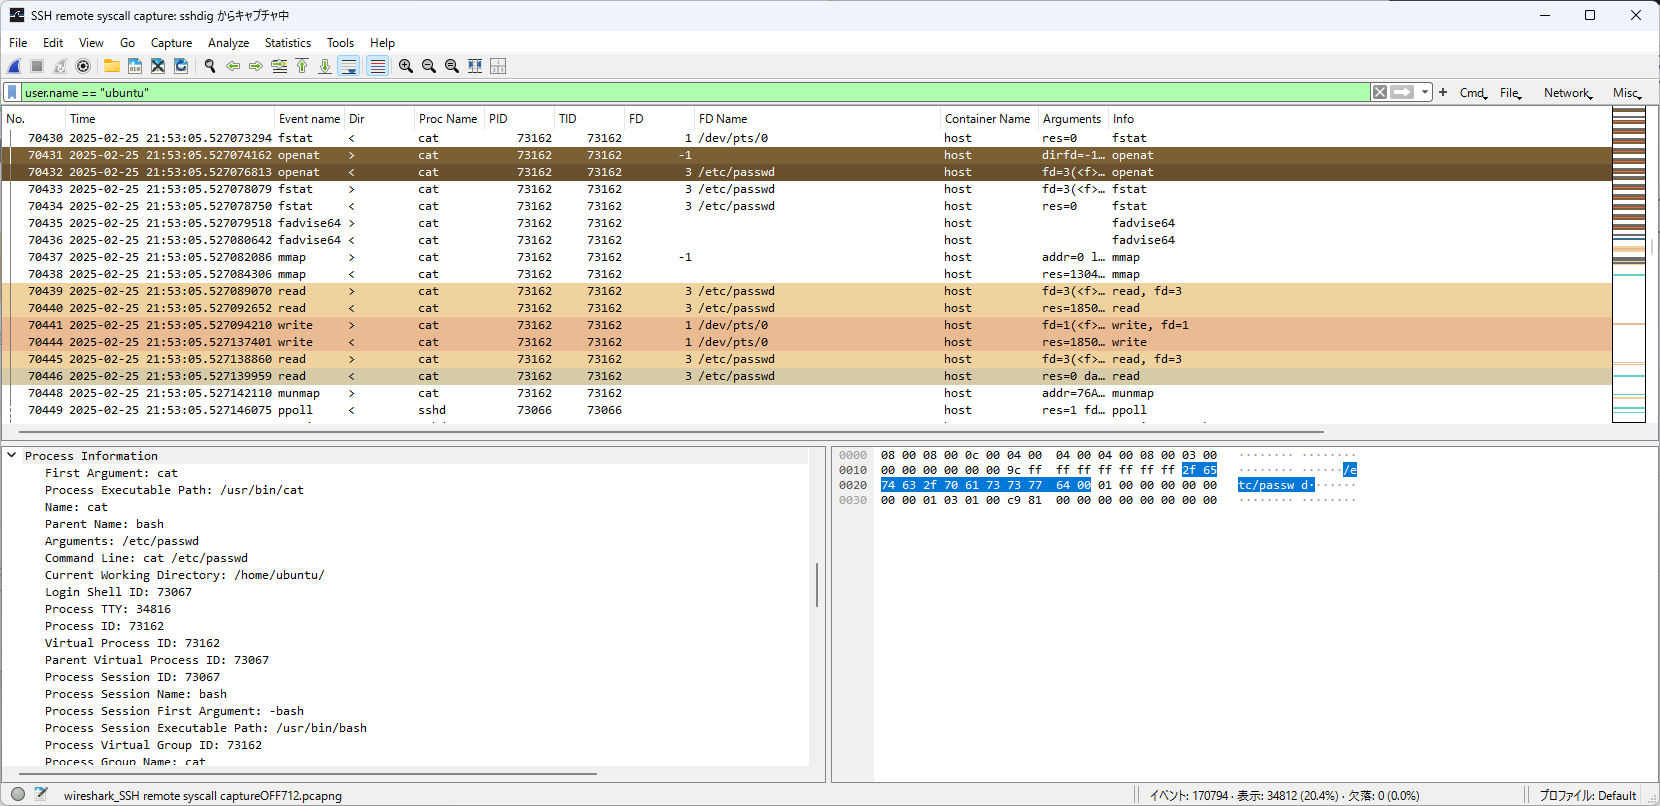 SSH remote syscall capture: sshdig からキャプチャ中
File Edit View Go Capture Analyze Statistics Tools Help
user.name == "ubuntu"
Cmd File Network Misc
No. Time Event name Dir Proc Name PID TID FD FD Name Container Name Arguments Info
70430 2025-02-25 21:53:05.527073294 fstat < cat 73162 73162 1 /dev/pts/0 host res=0 fstat
70431 2025-02-25 21:53:05.527074162 openat > cat 73162 73162 -1 host dirfd=-1… openat
70432 2025-02-25 21:53:05.527076813 openat < cat 73162 73162 3 /etc/passwd host fd=3(<f>… openat
70433 2025-02-25 21:53:05.527078079 fstat > cat 73162 73162 3 /etc/passwd host fd=3(<f>… fstat
70434 2025-02-25 21:53:05.527078750 fstat < cat 73162 73162 3 /etc/passwd host res=0 fstat
70435 2025-02-25 21:53:05.527079518 fadvise64 > cat 73162 73162 host fadvise64
70436 2025-02-25 21:53:05.527080642 fadvise64 < cat 73162 73162 host fadvise64
70437 2025-02-25 21:53:05.527082086 mmap > cat 73162 73162 -1 host addr=0 l… mmap
70438 2025-02-25 21:53:05.527084306 mmap < cat 73162 73162 host res=1304… mmap
70439 2025-02-25 21:53:05.527089070 read > cat 73162 73162 3 /etc/passwd host fd=3(<f>… read, fd=3
70440 2025-02-25 21:53:05.527092652 read < cat 73162 73162 3 /etc/passwd host res=1850… read
70441 2025-02-25 21:53:05.527094210 write > cat 73162 73162 1 /dev/pts/0 host fd=1(<f>… write, fd=1
70444 2025-02-25 21:53:05.527137401 write < cat 73162 73162 1 /dev/pts/0 host res=1850… write
70445 2025-02-25 21:53:05.527138860 read > cat 73162 73162 3 /etc/passwd host fd=3(<f>… read, fd=3
70446 2025-02-25 21:53:05.527139959 read < cat 73162 73162 3 /etc/passwd host res=0 da… read
70448 2025-02-25 21:53:05.527142110 munmap > cat 73162 73162 host addr=76A… munmap
70449 2025-02-25 21:53:05.527146075 ppoll < sshd 73066 73066 host res=1 fd… ppoll
Process Information
First Argument: cat
Process Executable Path: /usr/bin/cat
Name: cat
Parent Name: bash
Arguments: /etc/passwd
Command Line: cat /etc/passwd
Current Working Directory: /home/ubuntu/
Login Shell ID: 73067
Process TTY: 34816
Process ID: 73162
Virtual Process ID: 73162
Parent Virtual Process ID: 73067
Process Session ID: 73067
Process Session Name: bash
Process Session First Argument: -bash
Process Session Executable Path: /usr/bin/bash
Process Virtual Group ID: 73162
Process Group Name: cat
0000 08 00 08 00 0c 00 04 00 04 00 04 00 08 00 03 00 ········ ········
0010 00 00 00 00 00 00 9c ff ff ff ff ff ff ff 2f 65 ········ ······/e
0020 74 63 2f 70 61 73 73 77 64 00 01 00 00 00 00 00 tc/passw d·······
0030 00 00 01 03 01 00 c9 81 00 00 00 00 00 00 00 00 ········ ········
wireshark_SSH remote syscall captureOFF712.pcapng
イベント: 170794 · 表示: 34812 (20.4%) · 欠落: 0 (0.0%)
プロファイル: Default